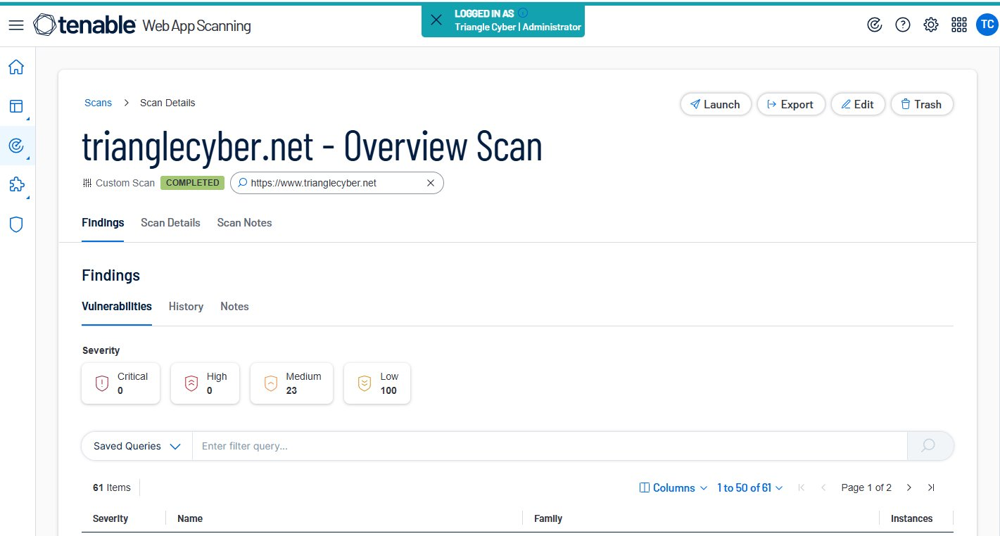 LOGGED IN AS
Triangle Cyber | Administrator
tenable Web App Scanning
TC
Scans > Scan Details
Launch Export Edit Trash
trianglecyber.net - Overview Scan
Custom Scan COMPLETED https://www.trianglecyber.net
Findings Scan Details Scan Notes
Findings
Vulnerabilities History Notes
Severity
Critical High Medium Low
0 0 23 100
Saved Queries Enter filter query...
61 Items Columns 1 to 50 of 61 Page 1 of 2
Severity Name Family Instances